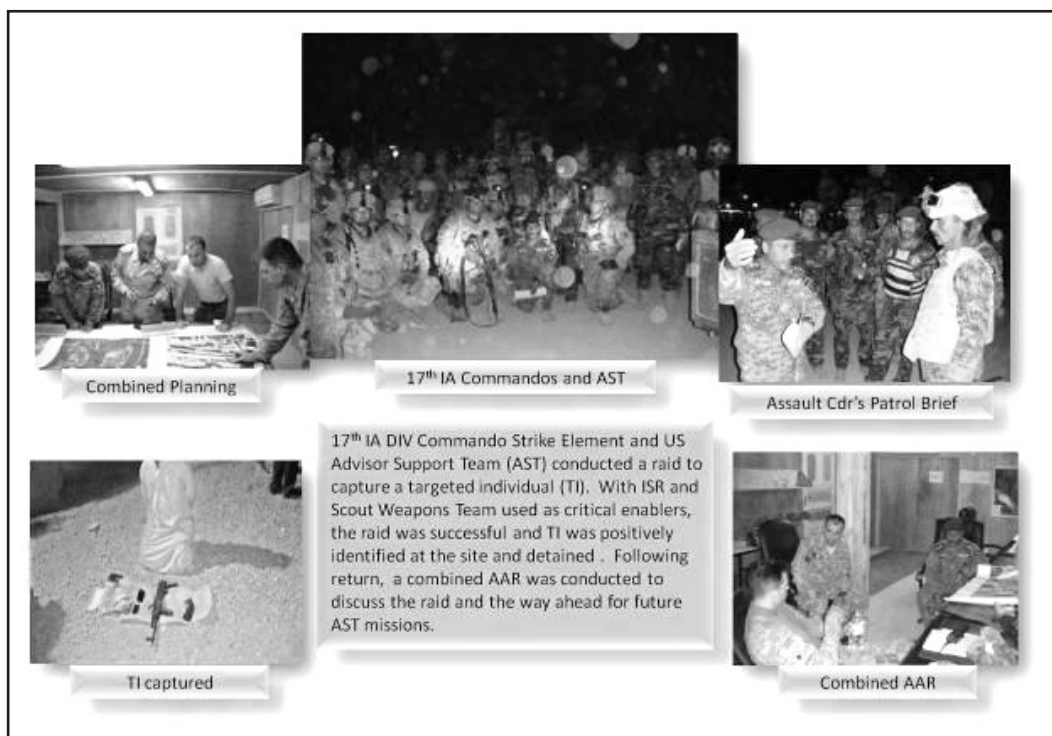 Combined Planning
17th IA Commandos and AST
Assault Cdr's Patrol Brief
17th IA DIV Commando Strike Element and US
Advisor Support Team (AST) conducted a raid to
capture a targeted individual (TI).  With ISR and
Scout Weapons Team used as critical enablers,
the raid was successful and TI was positively
identified at the site and detained .  Following
return,  a combined AAR was conducted to
discuss the raid and the way ahead for future
AST missions.
TI captured
Combined AAR